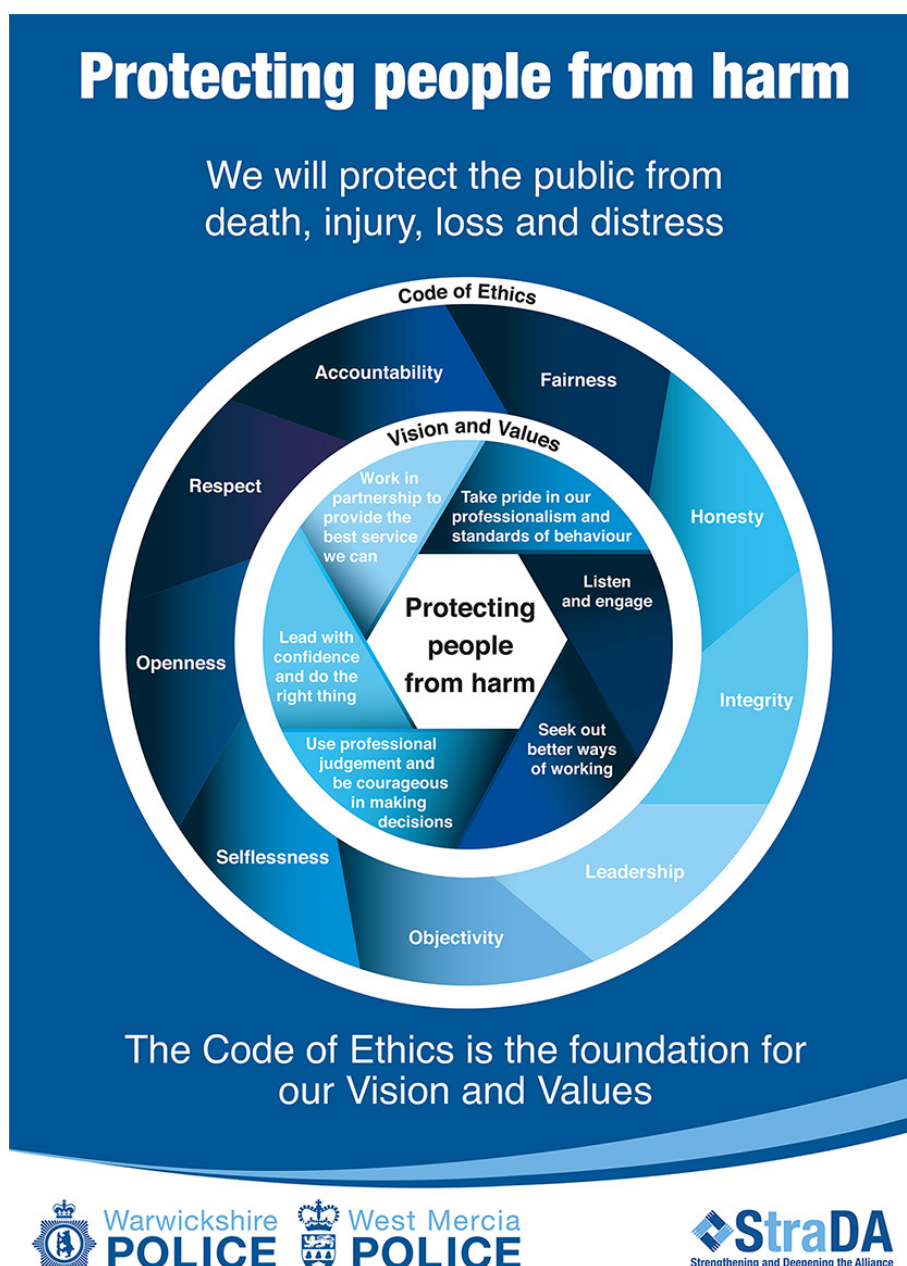 Protecting people from harm
We will protect the public from
death, injury, loss and distress
Code of Ethics
Accountability
Fairness
Respect
Honesty
Openness
Integrity
Selflessness
Leadership
Objectivity
Vision and Values
Work in
partnership to
provide the
best service
we can
Take pride in our
professionalism and
standards of behaviour
Listen
and engage
Lead with
confidence
and do the
right thing
Protecting
people
from harm
Seek out
better ways
of working
Use professional
judgement and
be courageous
in making
decisions
The Code of Ethics is the foundation for
our Vision and Values
Warwickshire
POLICE
West Mercia
POLICE
StraDA
Strengthening and Deepening the Alliance